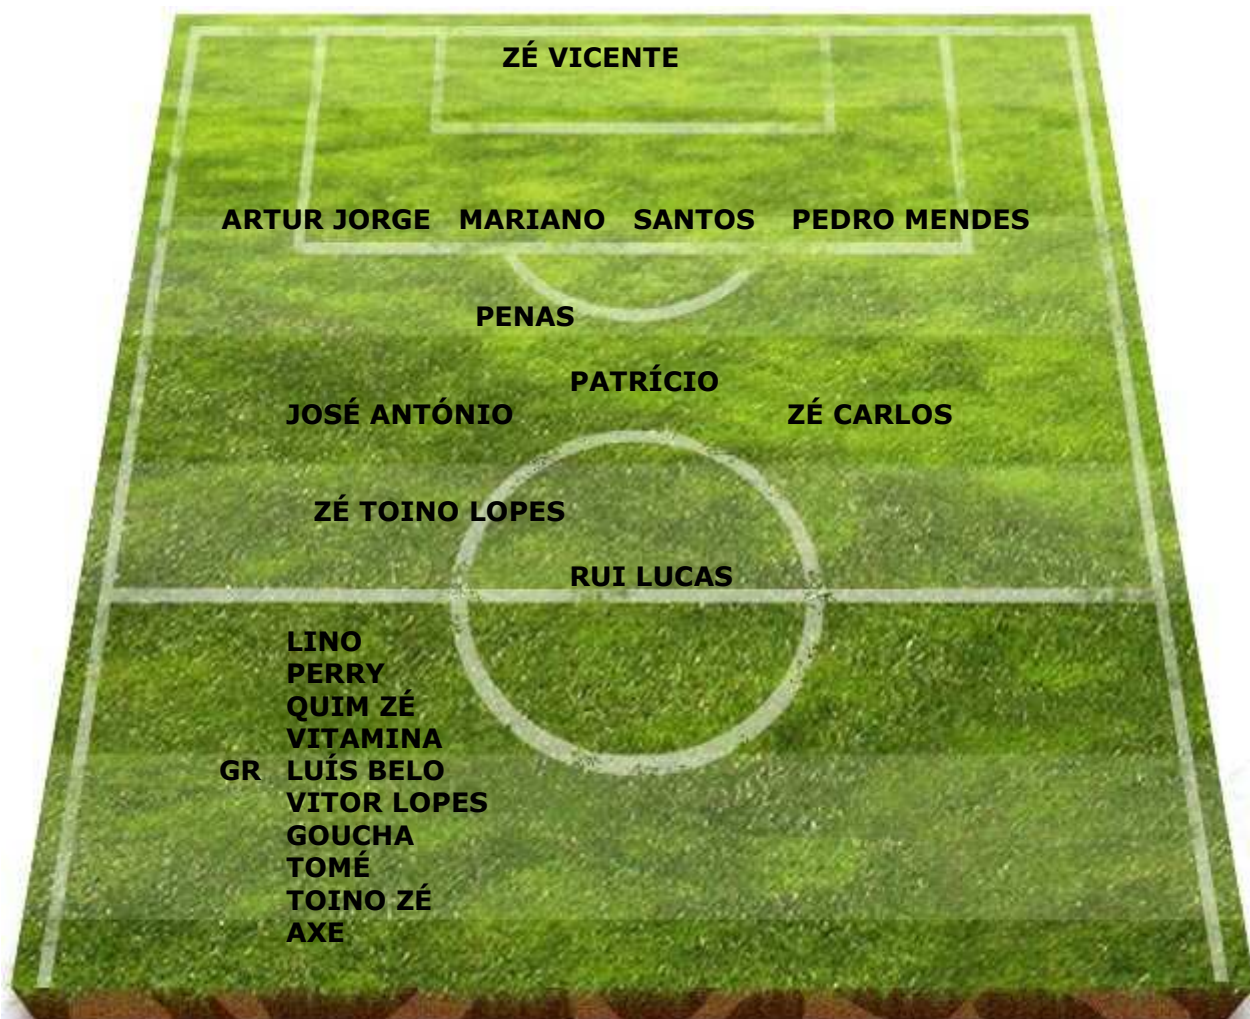 ZÉ VICENTE
ARTUR JORGE MARIANO SANTOS PEDRO MENDES
PENAS
PATRÍCIO
JOSÉ ANTÓNIO ZÉ CARLOS
ZÉ TOINO LOPES
RUI LUCAS
LINO
PERRY
QUIM ZÉ
VITAMINA
GR LUÍS BELO
VITOR LOPES
GOUCHA
TOMÉ
TOINO ZÉ
AXE